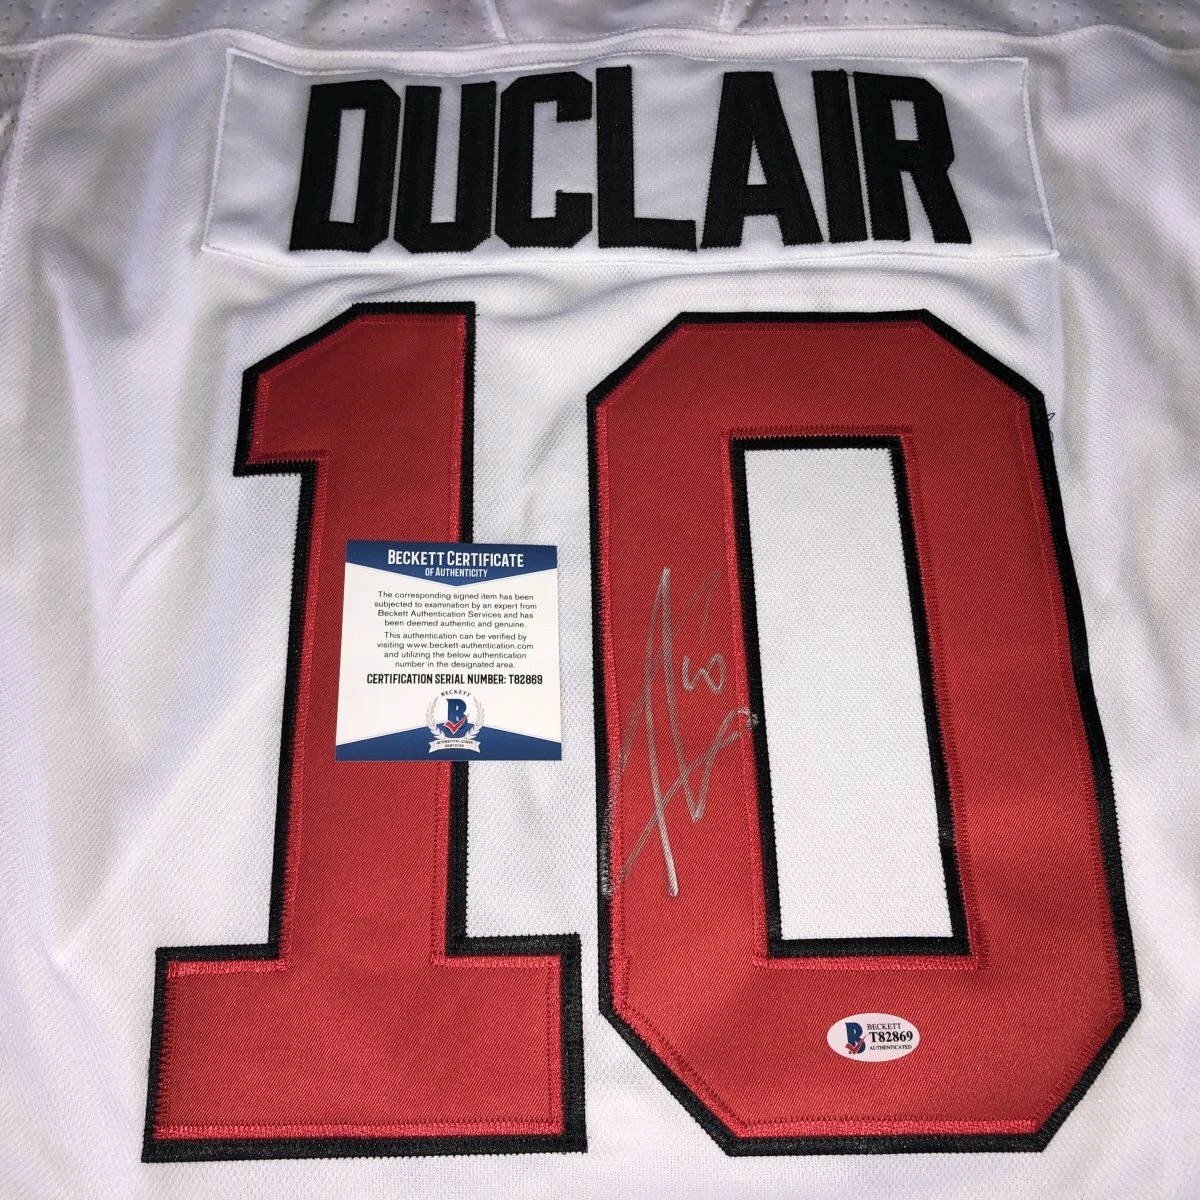 DUCLAIR
10
BECKETT CERTIFICATE
OF AUTHENTICITY
The corresponding signed item has been
subjected to examination by an expert from
Beckett Authentication Services and has
been deemed authentic and genuine.
This authentication can be verified by
visiting www.beckett-authentication.com
and utilizing the below authentication
number in the designated area.
CERTIFICATION SERIAL NUMBER: T82869
BECKETT
B
AUTHENTICATION
SERVICES
B
BECKETT
T82869
AUTHENTICATED